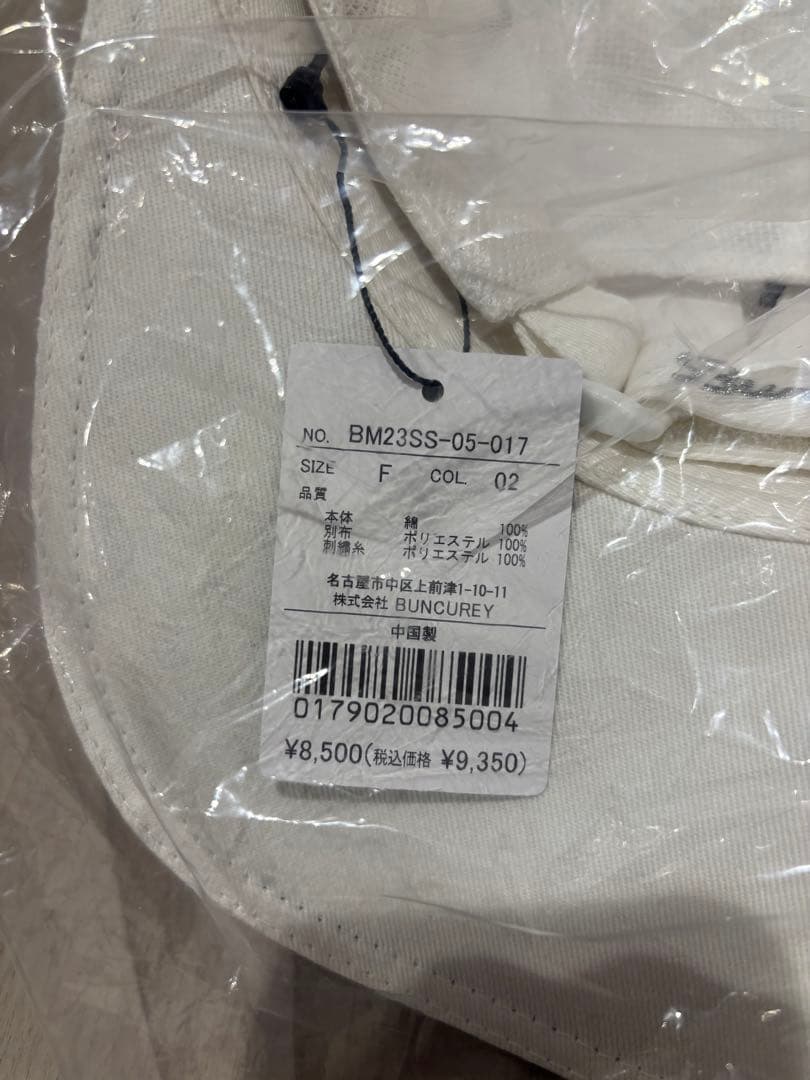 NO. BM23SS-05-017
SIZE F COL. 02
品質
本体 綿 100%
別布 ポリエステル 100%
刺繍糸 ポリエステル 100%
名古屋市中区上前津1-10-11
株式会社 BUNCUREY
中国製
0179020085004
¥8,500(税込価格 ¥9,350)